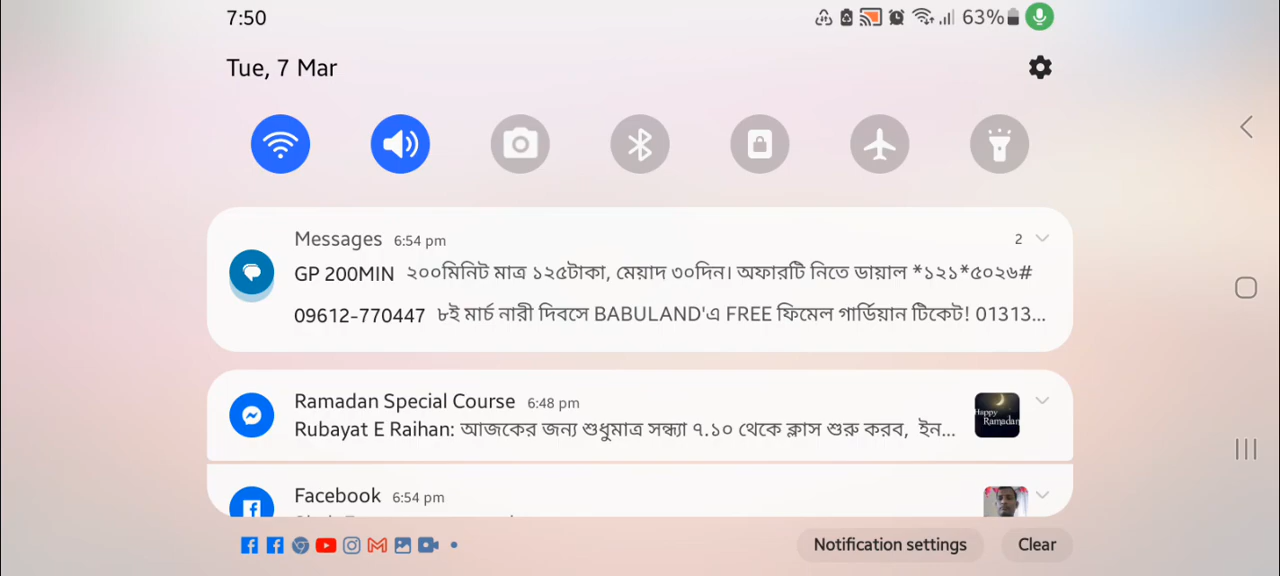 7:50
63%
Tue, 7 Mar
Messages 6:54 pm
2
GP 200MIN ২০০মিনিট মাত্র ১২৫টাকা, মেয়াদ ৩০দিন। অফারটি নিতে ডায়াল *১২১*৫০২৬#
09612-770447 ৮ই মার্চ নারী দিবসে BABULAND'এ FREE ফিমেল গার্ডিয়ান টিকেট! 01313...
Ramadan Special Course 6:48 pm
Happy
Ramadan
Rubayat E Raihan: আজকের জন্য শুধুমাত্র সন্ধ্যা ৭.১০ থেকে ক্লাস শুরু করব, ইন...
Facebook 6:54 pm
Notification settings
Clear